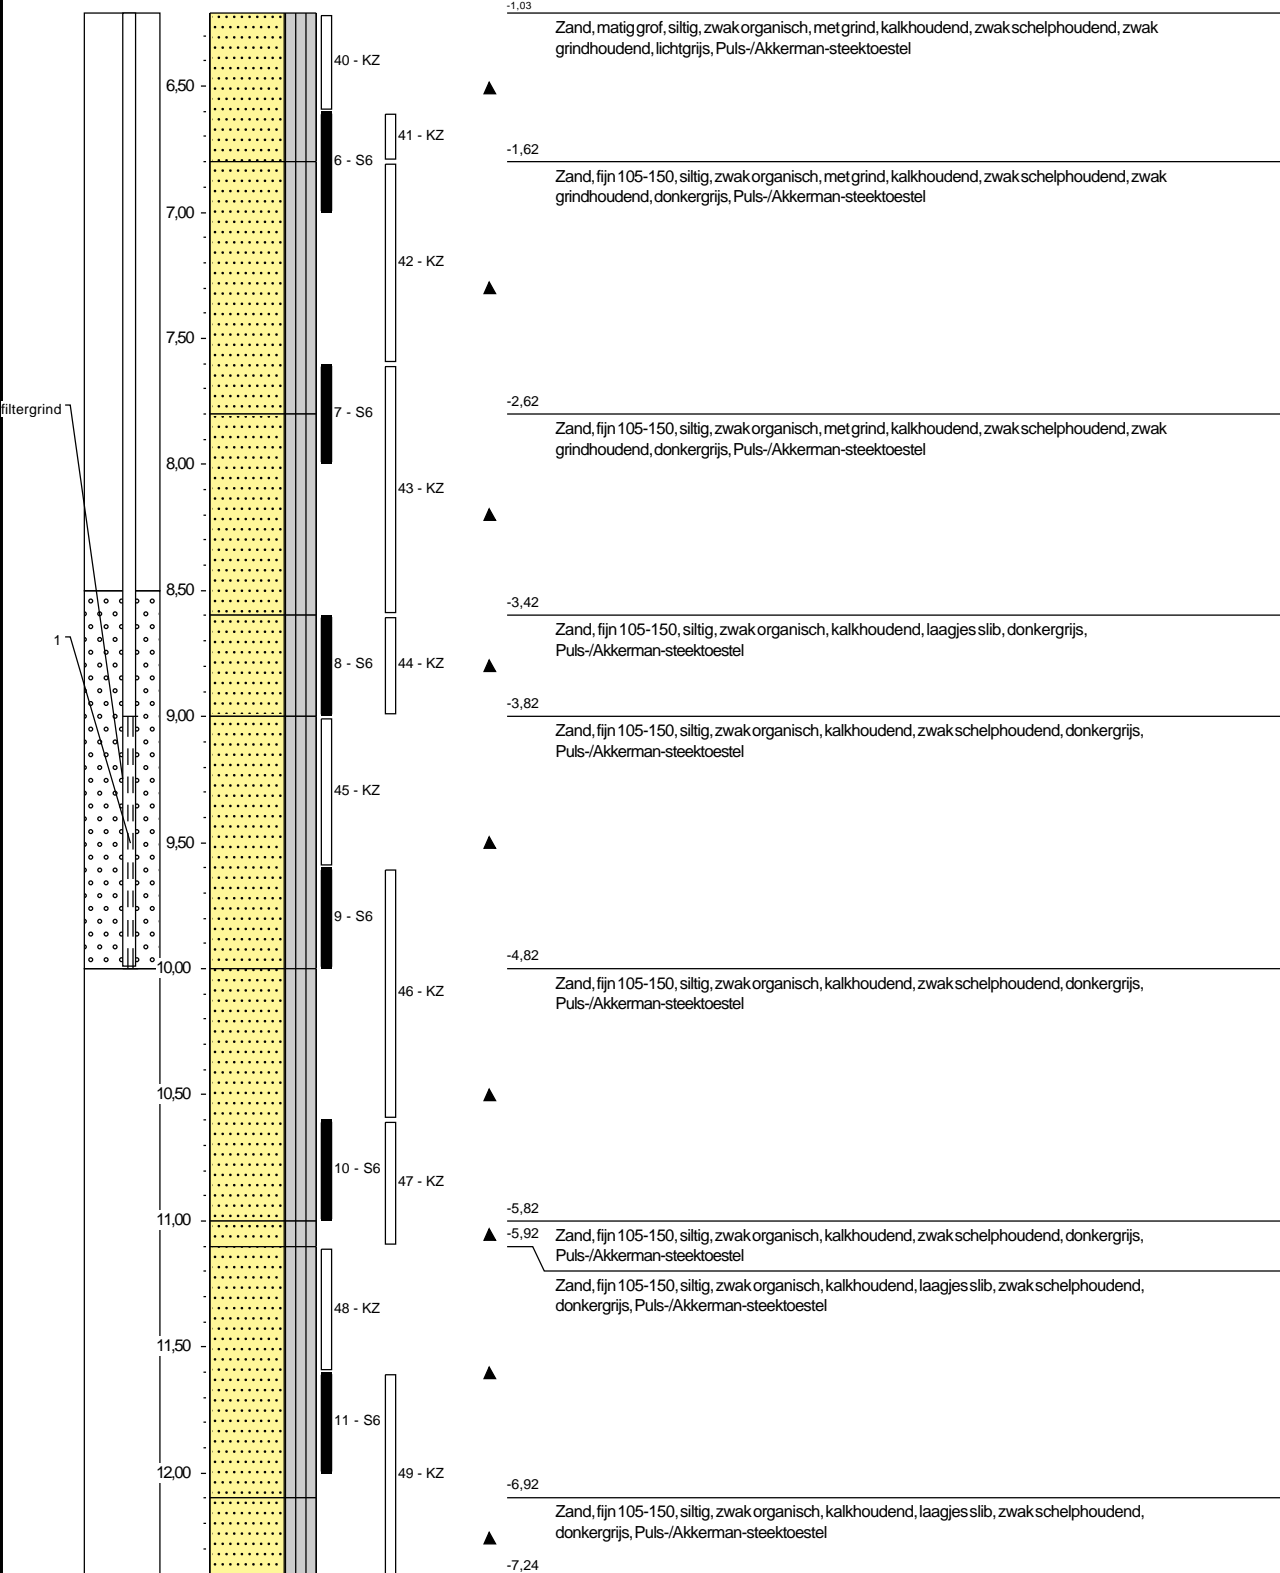 -1,03
Zand, matig grof, siltig, zwak organisch, met grind, kalkhoudend, zwak schelphoudend, zwak
grindhoudend, lichtgrijs, Puls-/Akkerman-steektoestel
40 - KZ
6,50
41 - KZ
-1,62
6 - S6
Zand, fijn 105-150, siltig, zwak organisch, met grind, kalkhoudend, zwak schelphoudend, zwak
grindhoudend, donkergrijs, Puls-/Akkerman-steektoestel
7,00
42 - KZ
7,50
-2,62
filtergrind
7 - S6
Zand, fijn 105-150, siltig, zwak organisch, met grind, kalkhoudend, zwak schelphoudend, zwak
grindhoudend, donkergrijs, Puls-/Akkerman-steektoestel
8,00
43 - KZ
8,50
-3,42
Zand, fijn 105-150, siltig, zwak organisch, kalkhoudend, laagjes slib, donkergrijs,
Puls-/Akkerman-steektoestel
1
8 - S6
44 - KZ
-3,82
9,00
Zand, fijn 105-150, siltig, zwak organisch, kalkhoudend, zwak schelphoudend, donkergrijs,
Puls-/Akkerman-steektoestel
45 - KZ
9,50
9 - S6
-4,82
10,00
Zand, fijn 105-150, siltig, zwak organisch, kalkhoudend, zwak schelphoudend, donkergrijs,
Puls-/Akkerman-steektoestel
46 - KZ
10,50
10 - S6
47 - KZ
-5,82
11,00
-5,92
Zand, fijn 105-150, siltig, zwak organisch, kalkhoudend, zwak schelphoudend, donkergrijs,
Puls-/Akkerman-steektoestel
Zand, fijn 105-150, siltig, zwak organisch, kalkhoudend, laagjes slib, zwak schelphoudend,
donkergrijs, Puls-/Akkerman-steektoestel
48 - KZ
11,50
11 - S6
12,00
49 - KZ
-6,92
Zand, fijn 105-150, siltig, zwak organisch, kalkhoudend, laagjes slib, zwak schelphoudend,
donkergrijs, Puls-/Akkerman-steektoestel
-7,24